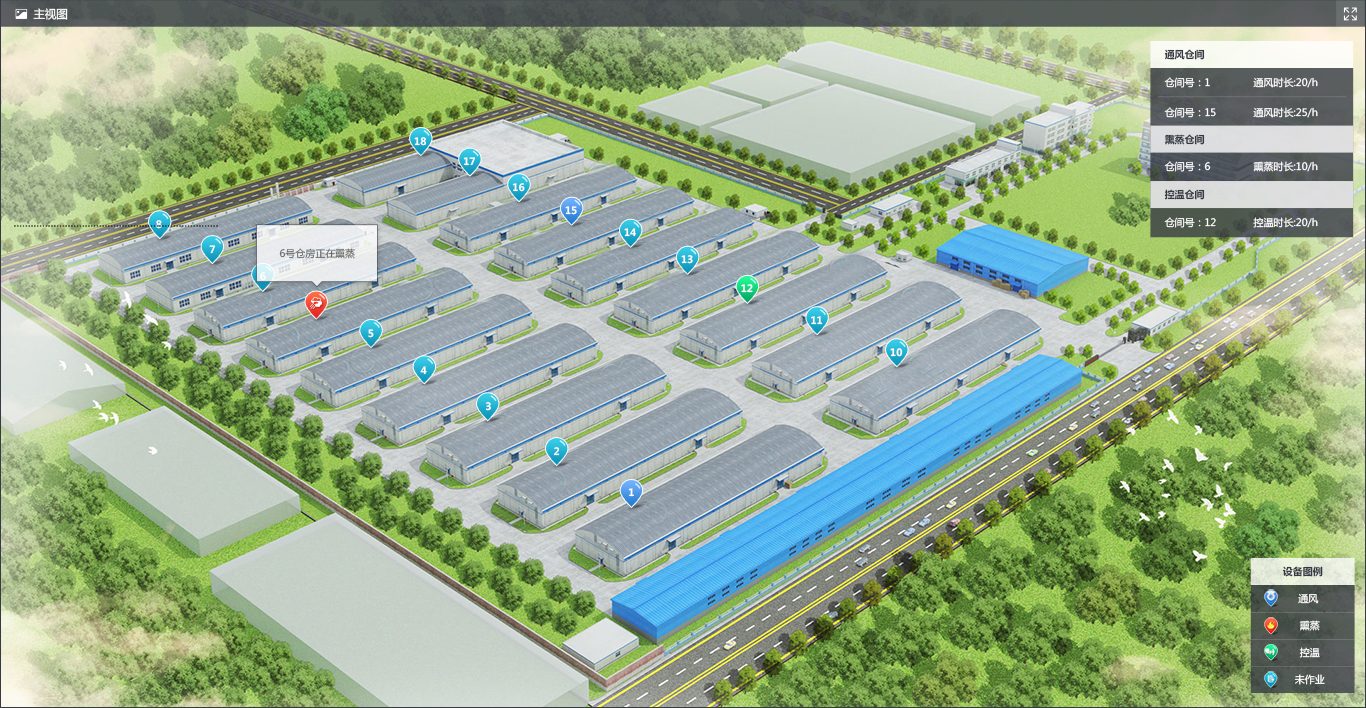 主视图
通风仓间
仓间号：1 通风时长:20/h
仓间号：15 通风时长:25/h
熏蒸仓间
仓间号：6 熏蒸时长:10/h
控温仓间
仓间号：12 控温时长:20/h
18
17
16
15
14
13
12
11
10
8
7
6号仓房正在熏蒸
6
5
4
3
2
1
设备图例
通风
熏蒸
控温
未作业